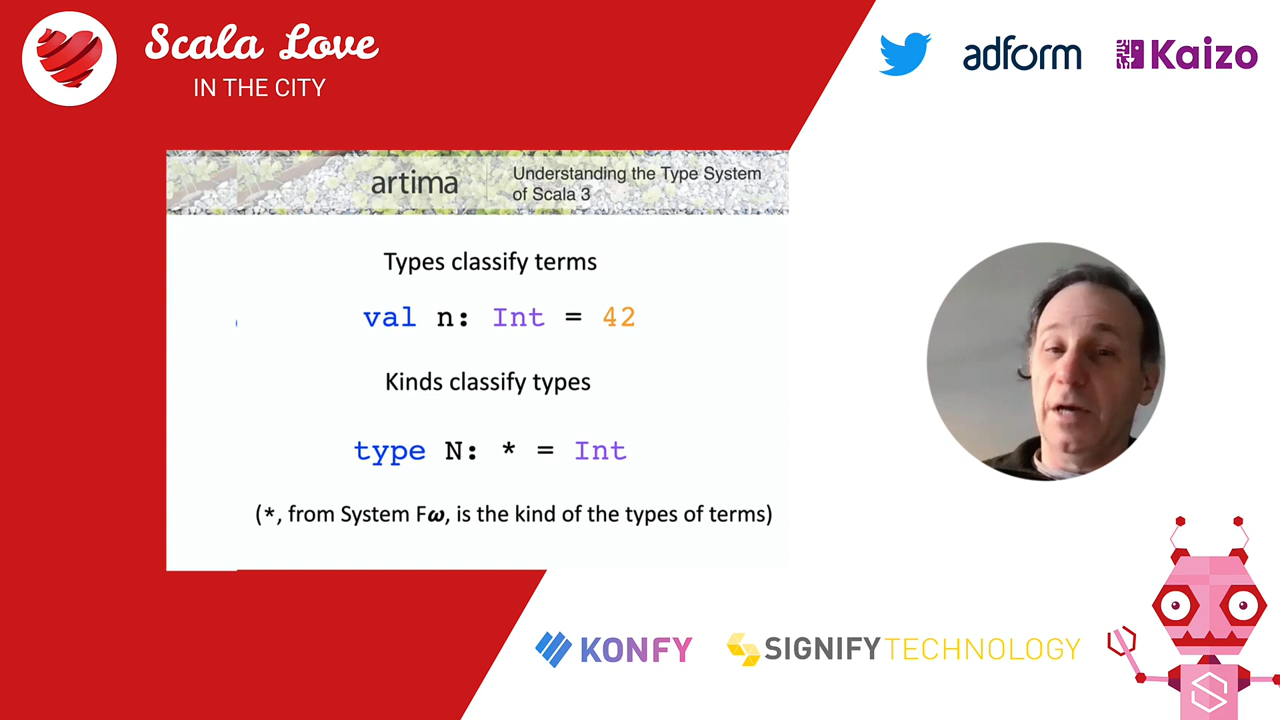 Scala Love
IN THE CITY
adform
Kaizo
artima
Understanding the Type System
of Scala 3
Types classify terms
val n: Int = 42
Kinds classify types
type N: * = Int
(*, from System Fω, is the kind of the types of terms)
KONFY
SIGNIFYTECHNOLOGY